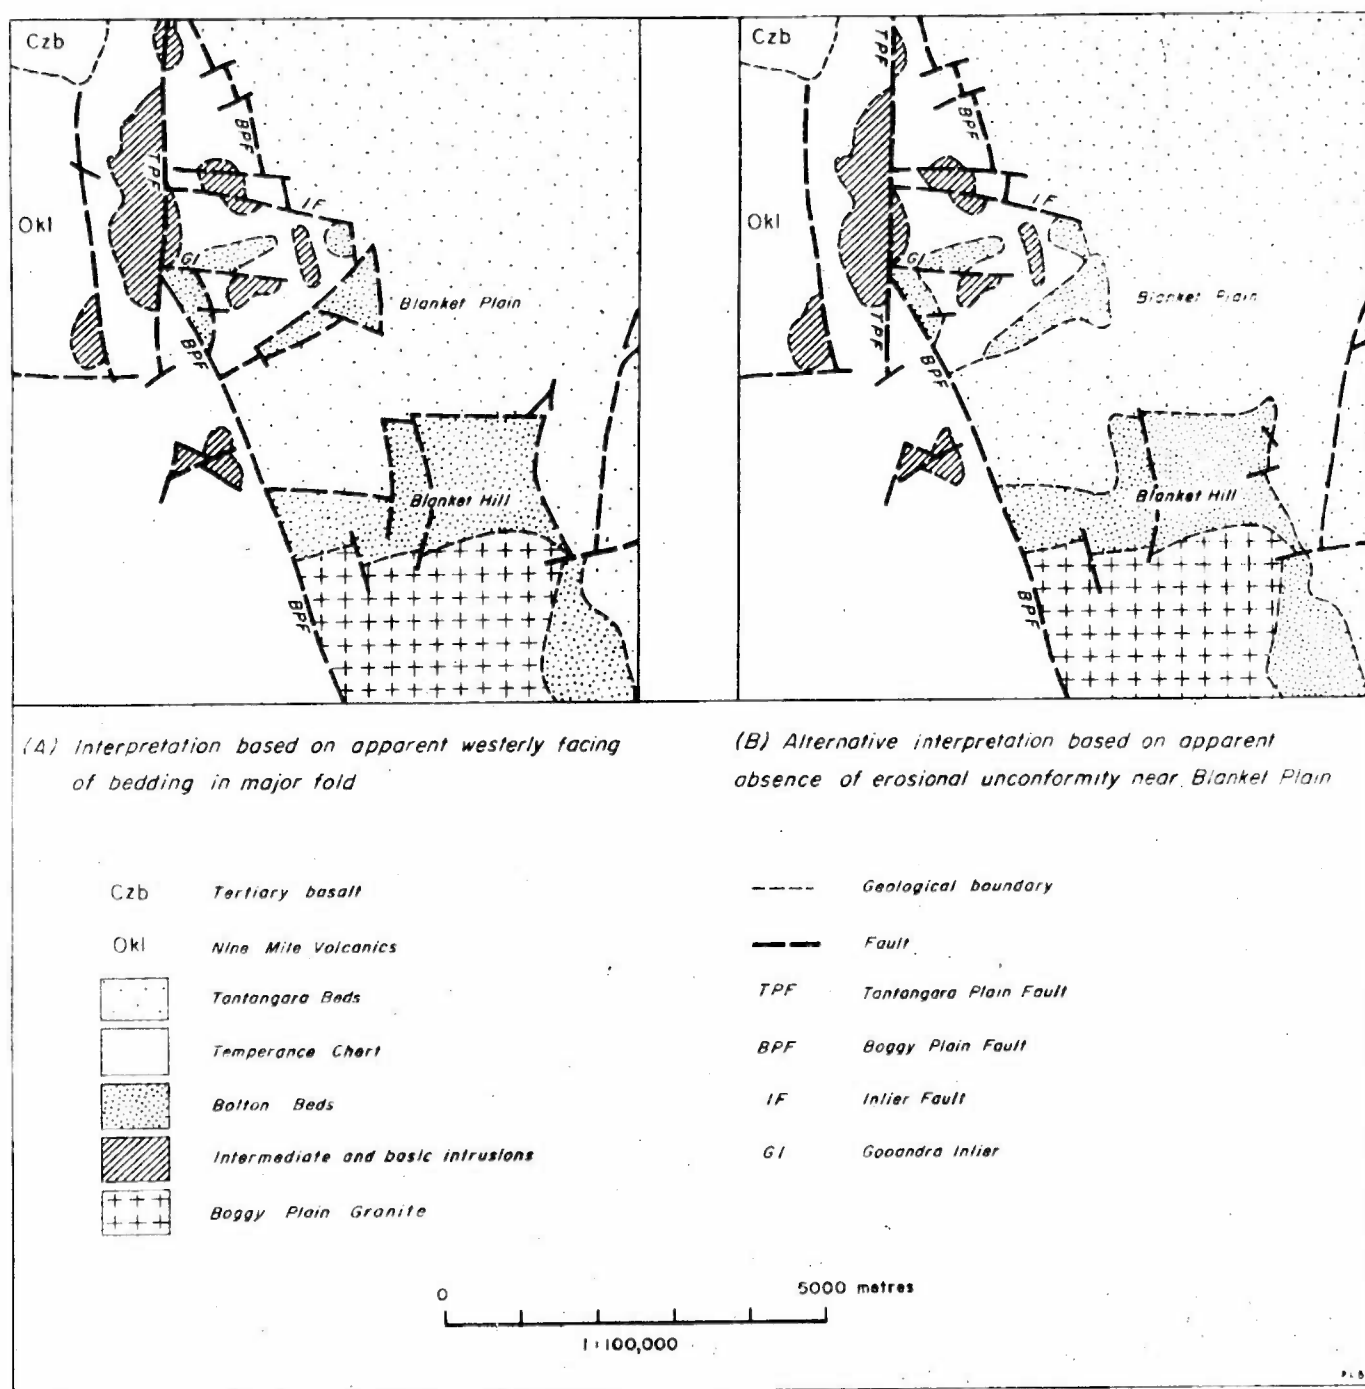 Czb
TPF
BPF
Okl
IF
GI
Blanket Plain
BPF
Blanket Hill
BPF
Czb
TPF
BPF
TPF
Okl
IF
GI
Blanket Plain
TPF
BPF
Blanket Hill
BPF
(A) Interpretation based on apparent westerly facing
of bedding in major fold
(B) Alternative interpretation based on apparent
absence of erosional unconformity near Blanket Plain
Czb Tertiary basalt
Okl Nine Mile Volcanics
Tantangara Beds
Temperance Chert
Bolton Beds
Intermediate and basic intrusions
Boggy Plain Granite
Geological boundary
Fault
TPF Tantangara Plain Fault
BPF Boggy Plain Fault
IF Inlier Fault
GI Gooandra Inlier
0 5000 metres
1:100,000